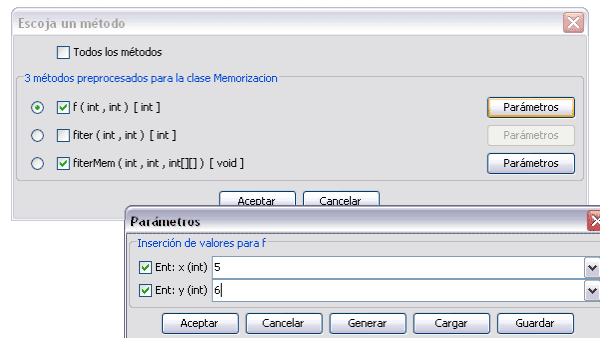 Escoja un método
Todos los métodos
3 métodos preprocesados para la clase Memorizacion
f ( int , int ) [ int ] Parámetros
fiter ( int , int ) [ int ] Parámetros
fiterMem ( int , int , int[][] ) [ void ] Parámetros
Aceptar Cancelar
Parámetros
Inserción de valores para f
Ent: x (int) 5
Ent: y (int) 6
Aceptar Cancelar Generar Cargar Guardar